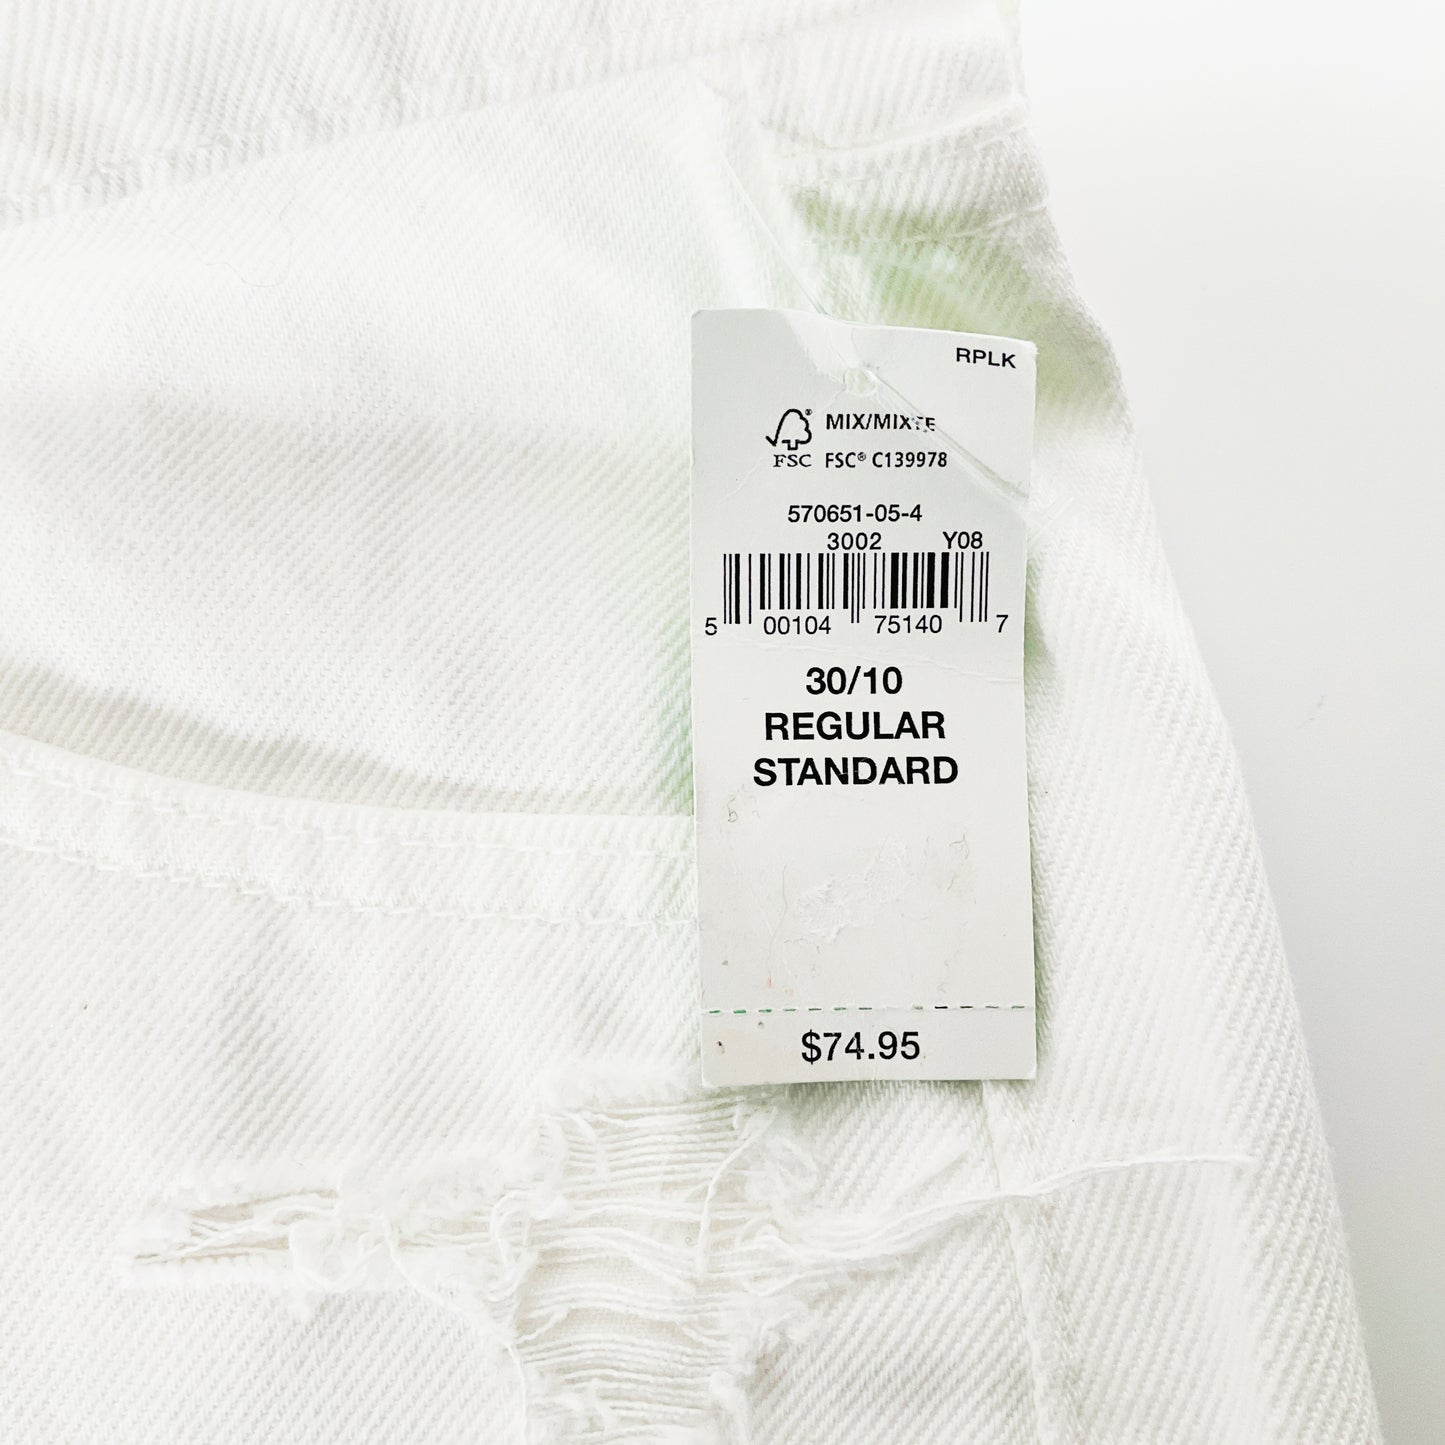 RPLK
MIX/MIXTE
FSC FSC® C139978
570651-05-4
3002 Y08
5 00104 75140 7
30/10
REGULAR
STANDARD
$74.95